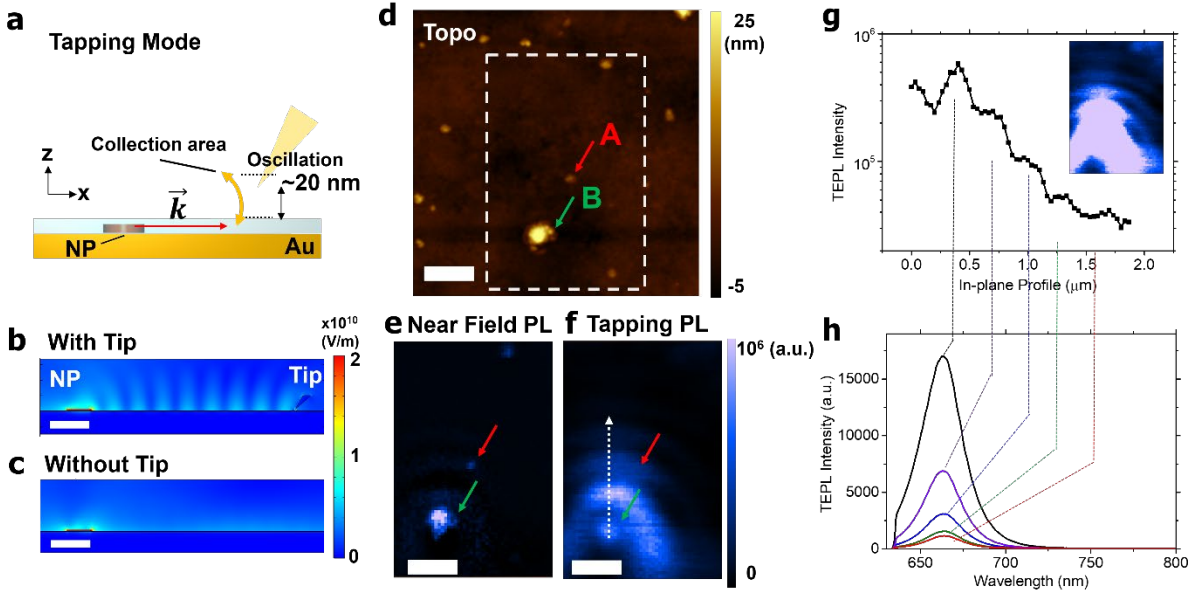 a
Tapping Mode
Collection area
Oscillation
~20 nm
z
x
k
NP
Au
b
With Tip
NP
Tip
c
Without Tip
x10¹⁰
(V/m)
2
1
0
d
Topo
A
B
25
(nm)
-5
e Near Field PL
f Tapping PL
10⁶ (a.u.)
0
g
TEPL Intensity
10⁶
10⁵
0.0 0.5 1.0 1.5 2.0
In-plane Profile (μm)
h
TEPL Intensity (a.u.)
15000
10000
5000
0
650 700 750 800
Wavelength (nm)